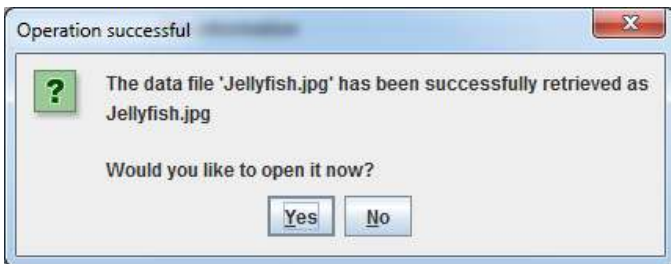 Operation successful
The data file 'Jellyfish.jpg' has been successfully retrieved as
Jellyfish.jpg
Would you like to open it now?
Yes
No